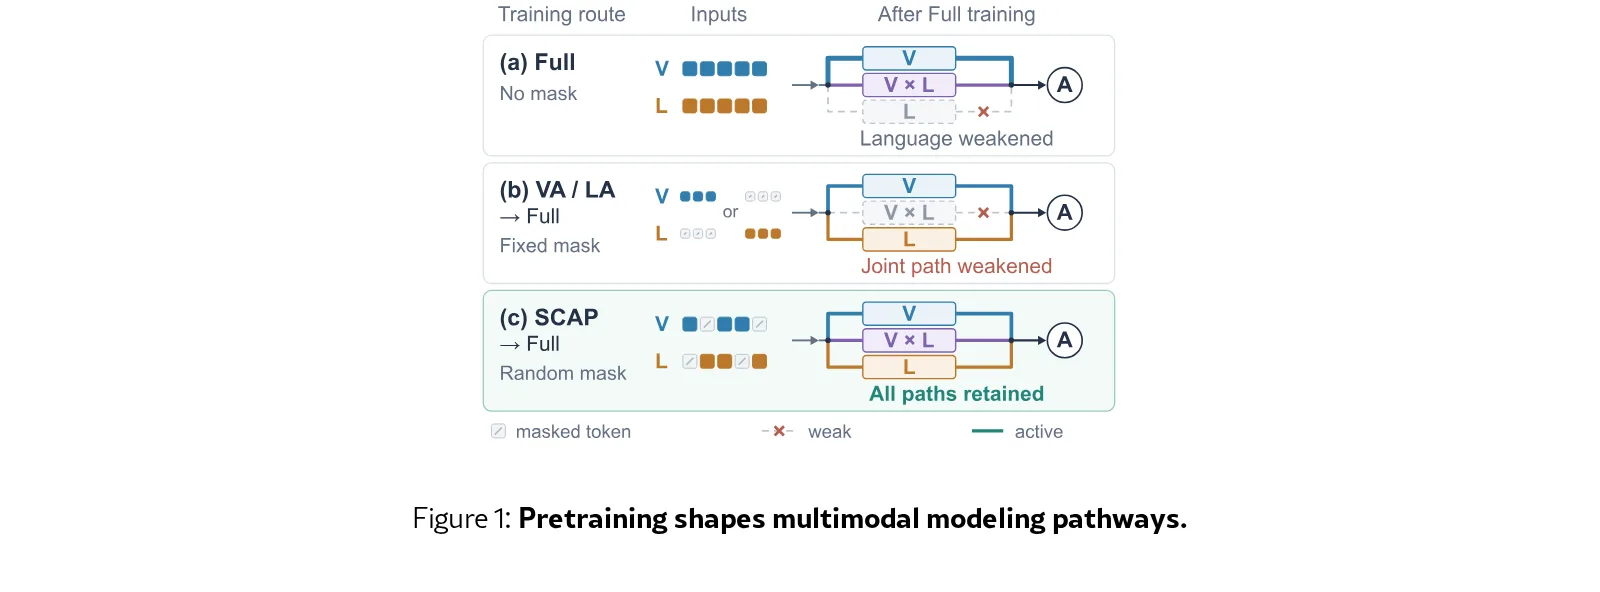 Training route Inputs After Full training
(a) Full
No mask
V
L
V
V × L
L
A
Language weakened
(b) VA / LA
→ Full
Fixed mask
V
or
L
V
V × L
L
A
Joint path weakened
(c) SCAP
→ Full
Random mask
V
L
V
V × L
L
A
All paths retained
masked token weak active
Figure 1: Pretraining shapes multimodal modeling pathways.